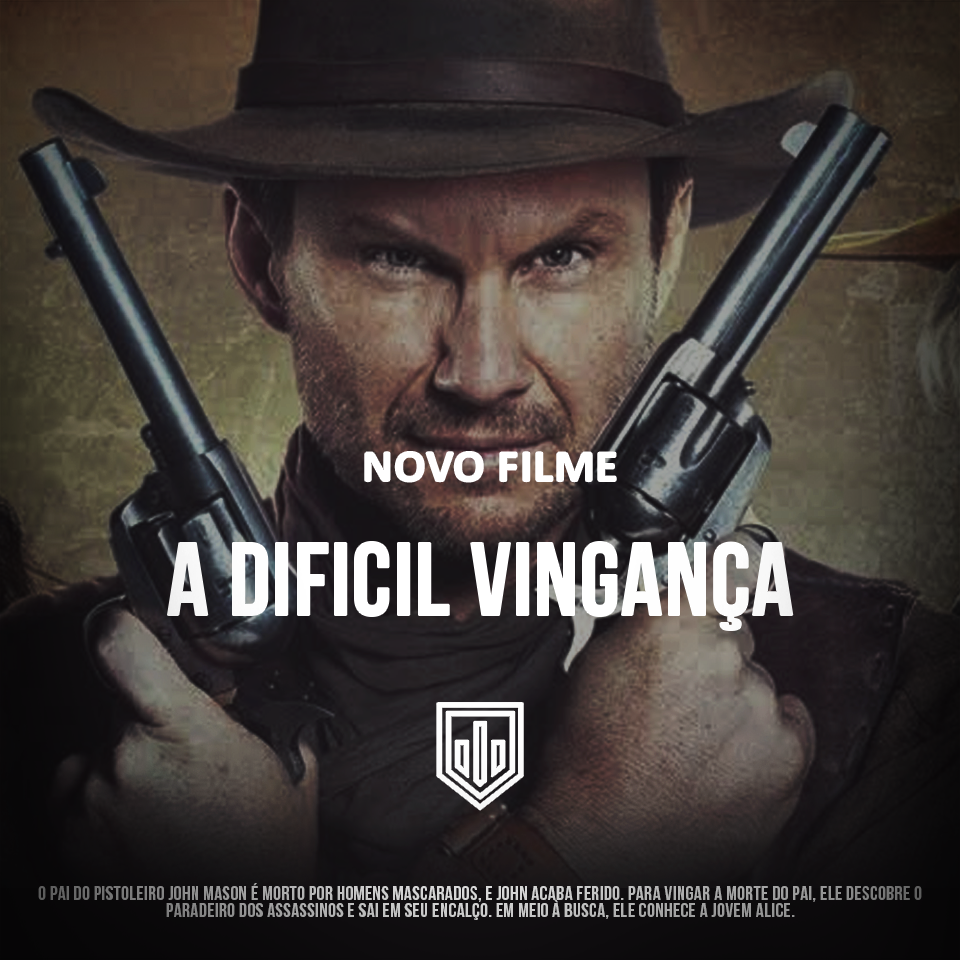 NOVO FILME
A DIFICIL VINGANÇA
O PAI DO PISTOLEIRO JOHN MASON É MORTO POR HOMENS MASCARADOS, E JOHN ACABA FERIDO. PARA VINGAR A MORTE DO PAI, ELE DESCOBRE O
PARADEIRO DOS ASSASSINOS E SAI EM SEU ENCALÇO. EM MEIO À BUSCA, ELE CONHECE A JOVEM ALICE.